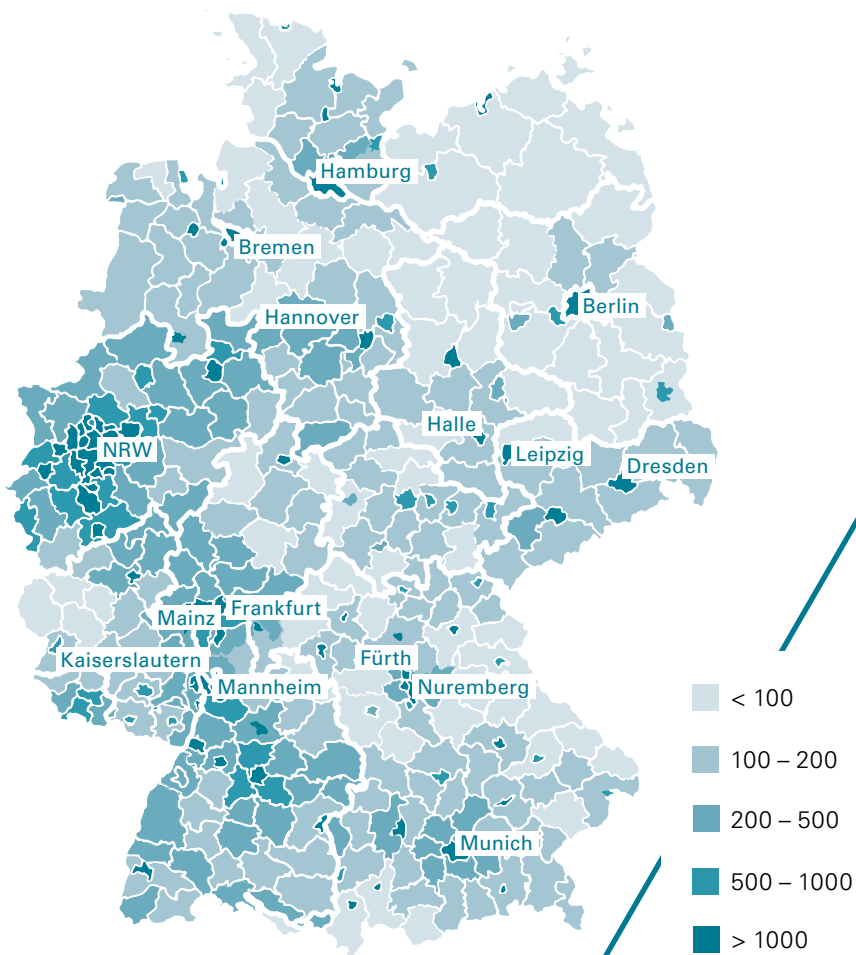 Hamburg
Bremen
Hannover
Berlin
NRW
Halle
Leipzig
Dresden
Mainz
Frankfurt
Kaiserslautern
Fürth
Mannheim
Nuremberg
Munich
< 100
100 – 200
200 – 500
500 – 1000
> 1000